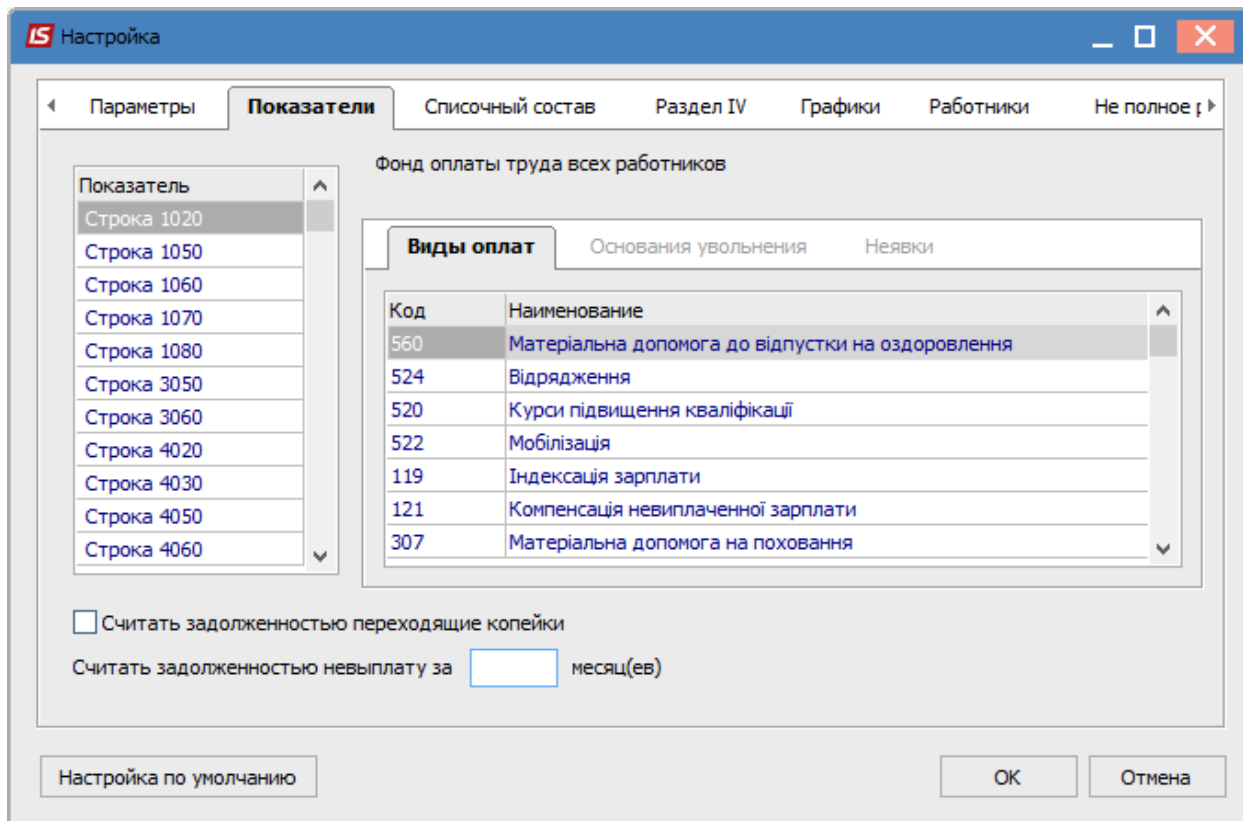 IS Настройка
Параметры Показатели Списочный состав Раздел IV Графики Работники Не полное р
Фонд оплаты труда всех работников
Показатель
Строка 1020
Строка 1050
Строка 1060
Строка 1070
Строка 1080
Строка 3050
Строка 3060
Строка 4020
Строка 4030
Строка 4050
Строка 4060
Виды оплат Основания увольнения Неявки
Код Наименование
560 Матеріальна допомога до відпустки на оздоровлення
524 Відрядження
520 Курси підвищення кваліфікації
522 Мобілізація
119 Індексація зарплати
121 Компенсація невиплаченної зарплати
307 Матеріальна допомога на поховання
Считать задолженностью переходящие копейки
Считать задолженностью невыплату за месяц(ев)
Настройка по умолчанию OK Отмена